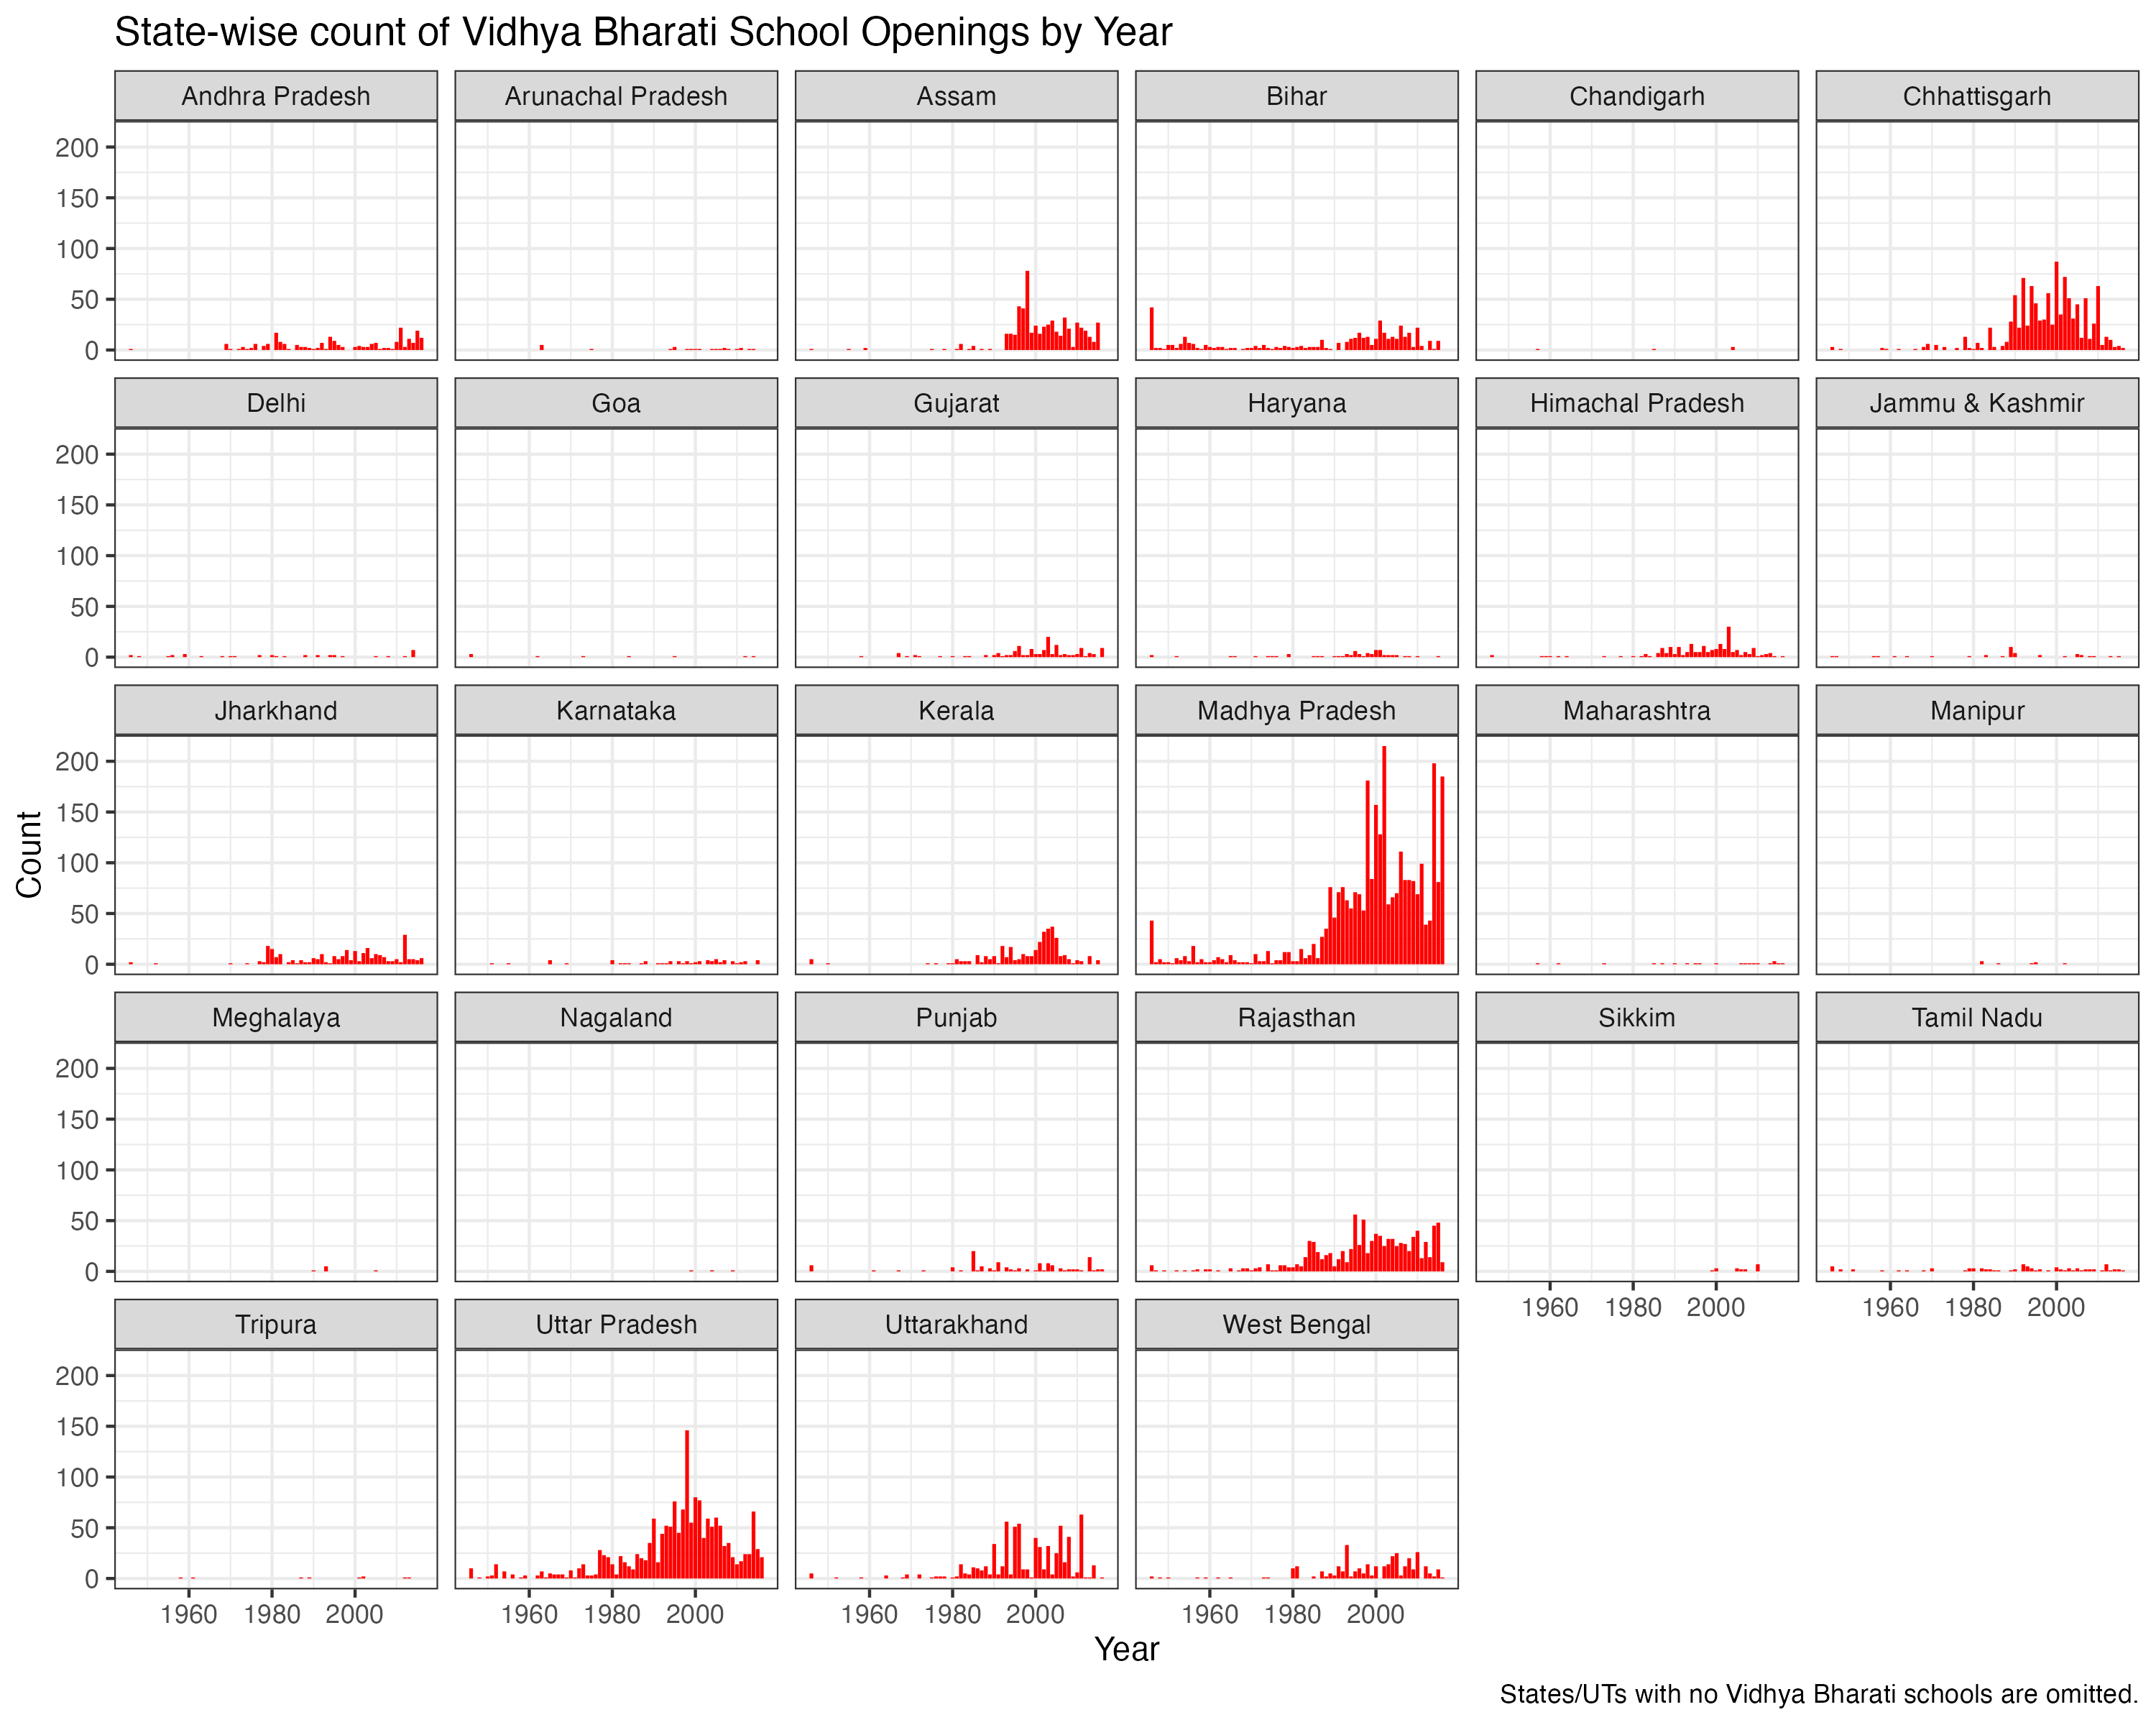 State-wise count of Vidhya Bharati School Openings by Year
Andhra Pradesh Arunachal Pradesh Assam Bihar Chandigarh Chhattisgarh
200
150
100
50
0
Delhi Goa Gujarat Haryana Himachal Pradesh Jammu & Kashmir
200
150
100
50
0
Jharkhand Karnataka Kerala Madhya Pradesh Maharashtra Manipur
200
150
100
50
0
Count
Meghalaya Nagaland Punjab Rajasthan Sikkim Tamil Nadu
200
150
100
50
0
1960 1980 2000 1960 1980 2000
Tripura Uttar Pradesh Uttarakhand West Bengal
200
150
100
50
0
1960 1980 2000 1960 1980 2000 1960 1980 2000 1960 1980 2000
Year
States/UTs with no Vidhya Bharati schools are omitted.